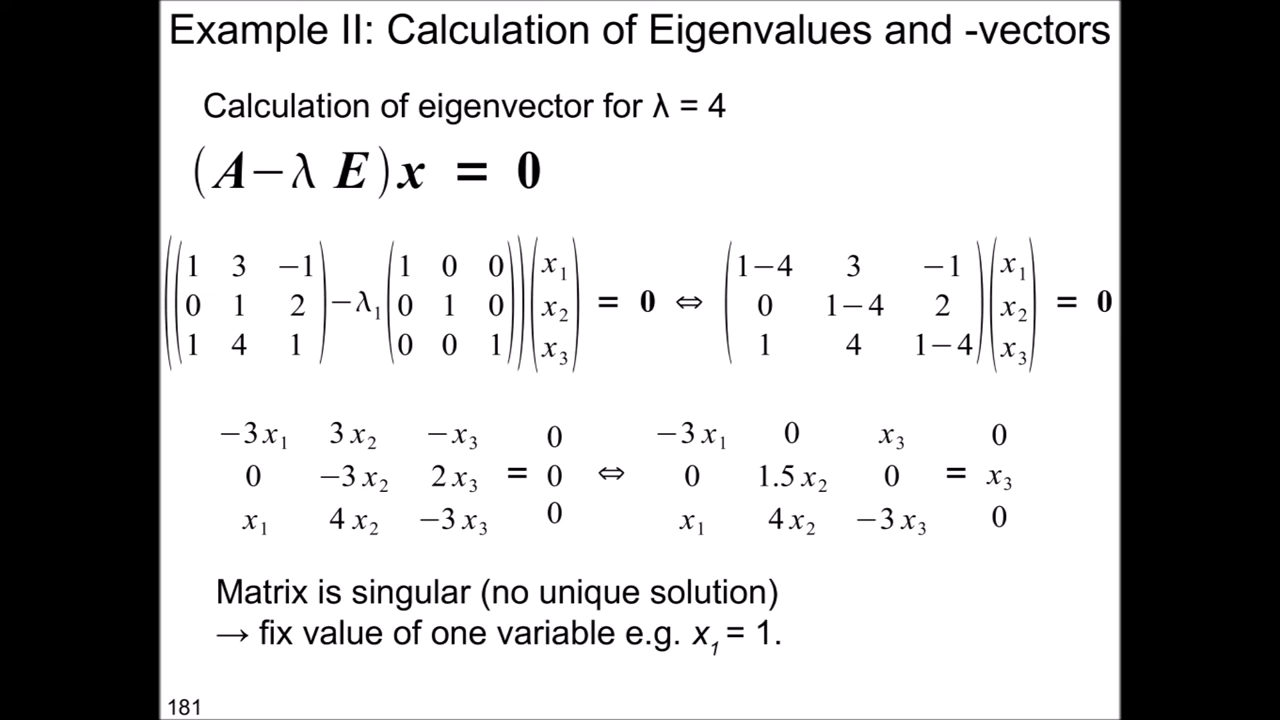 Example II: Calculation of Eigenvalues and -vectors
Calculation of eigenvector for λ = 4
(A−λ E)x = 0
((1 3 −1 0 1 2 1 4 1)−λ₁(1 0 0 0 1 0 0 0 1))(x₁ x₂ x₃) = 0 ⇔ (1−4 3 −1 0 1−4 2 1 4 1−4)(x₁ x₂ x₃) = 0
−3x₁ 3x₂ −x₃ 0 −3x₁ 0 x₃ 0
0 −3x₂ 2x₃ = 0 ⇔ 0 1.5x₂ 0 = x₃
x₁ 4x₂ −3x₃ 0 x₁ 4x₂ −3x₃ 0
Matrix is singular (no unique solution)
→ fix value of one variable e.g. x₁ = 1.
181